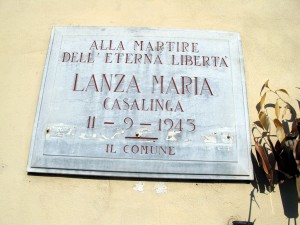 ALLA MARTIRE
DELL'ETERNA LIBERTÀ
LANZA MARIA
CASALINGA
11-9-1943
IL COMUNE